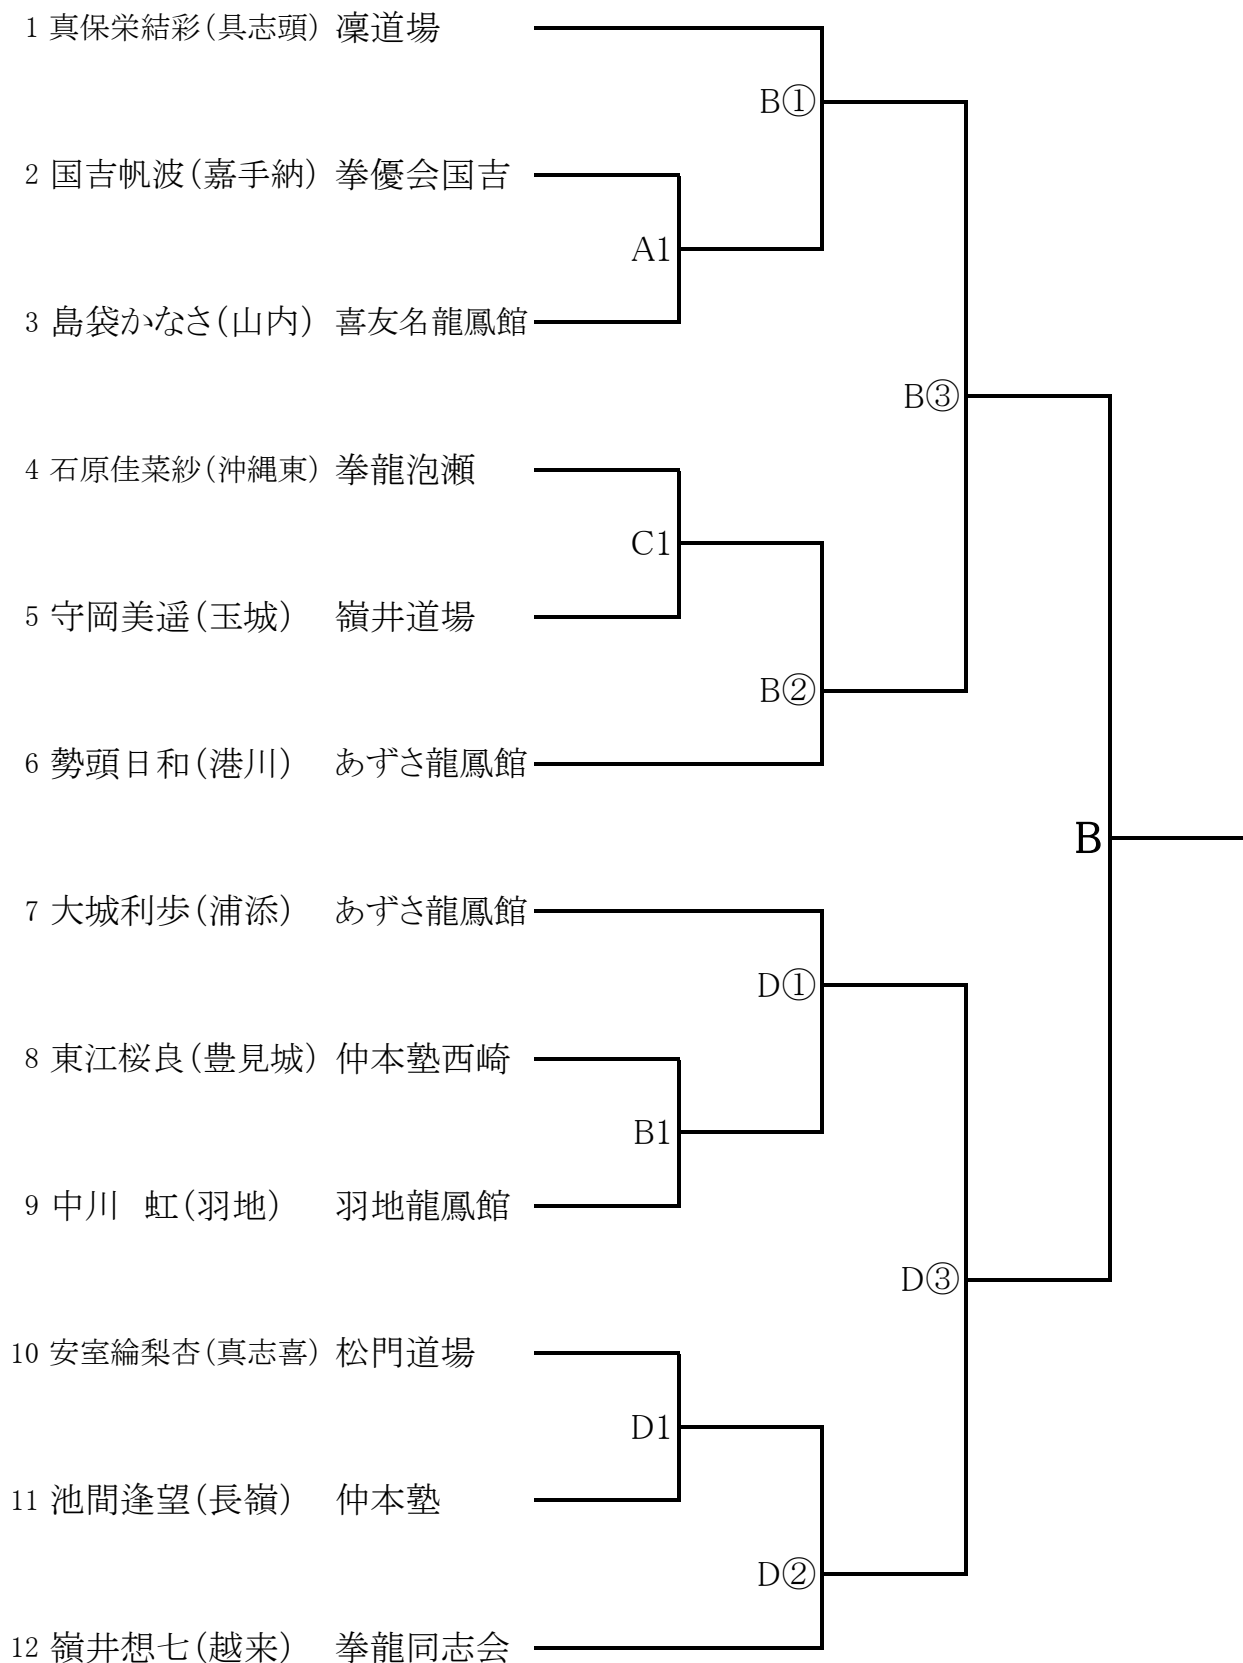 1 真保栄結彩(具志頭) 凜道場
B①
2 国吉帆波(嘉手納) 拳優会国吉
A1
3 島袋かなさ(山内) 喜友名龍鳳館
B③
4 石原佳菜紗(沖縄東) 拳龍泡瀬
C1
5 守岡美遥(玉城) 嶺井道場
B②
6 勢頭日和(港川) あずさ龍鳳館
B
7 大城利歩(浦添) あずさ龍鳳館
D①
8 東江桜良(豊見城) 仲本塾西崎
B1
9 中川 虹(羽地) 羽地龍鳳館
D③
10 安室綸梨杏(真志喜) 松門道場
D1
11 池間逢望(長嶺) 仲本塾
D②
12 嶺井想七(越来) 拳龍同志会